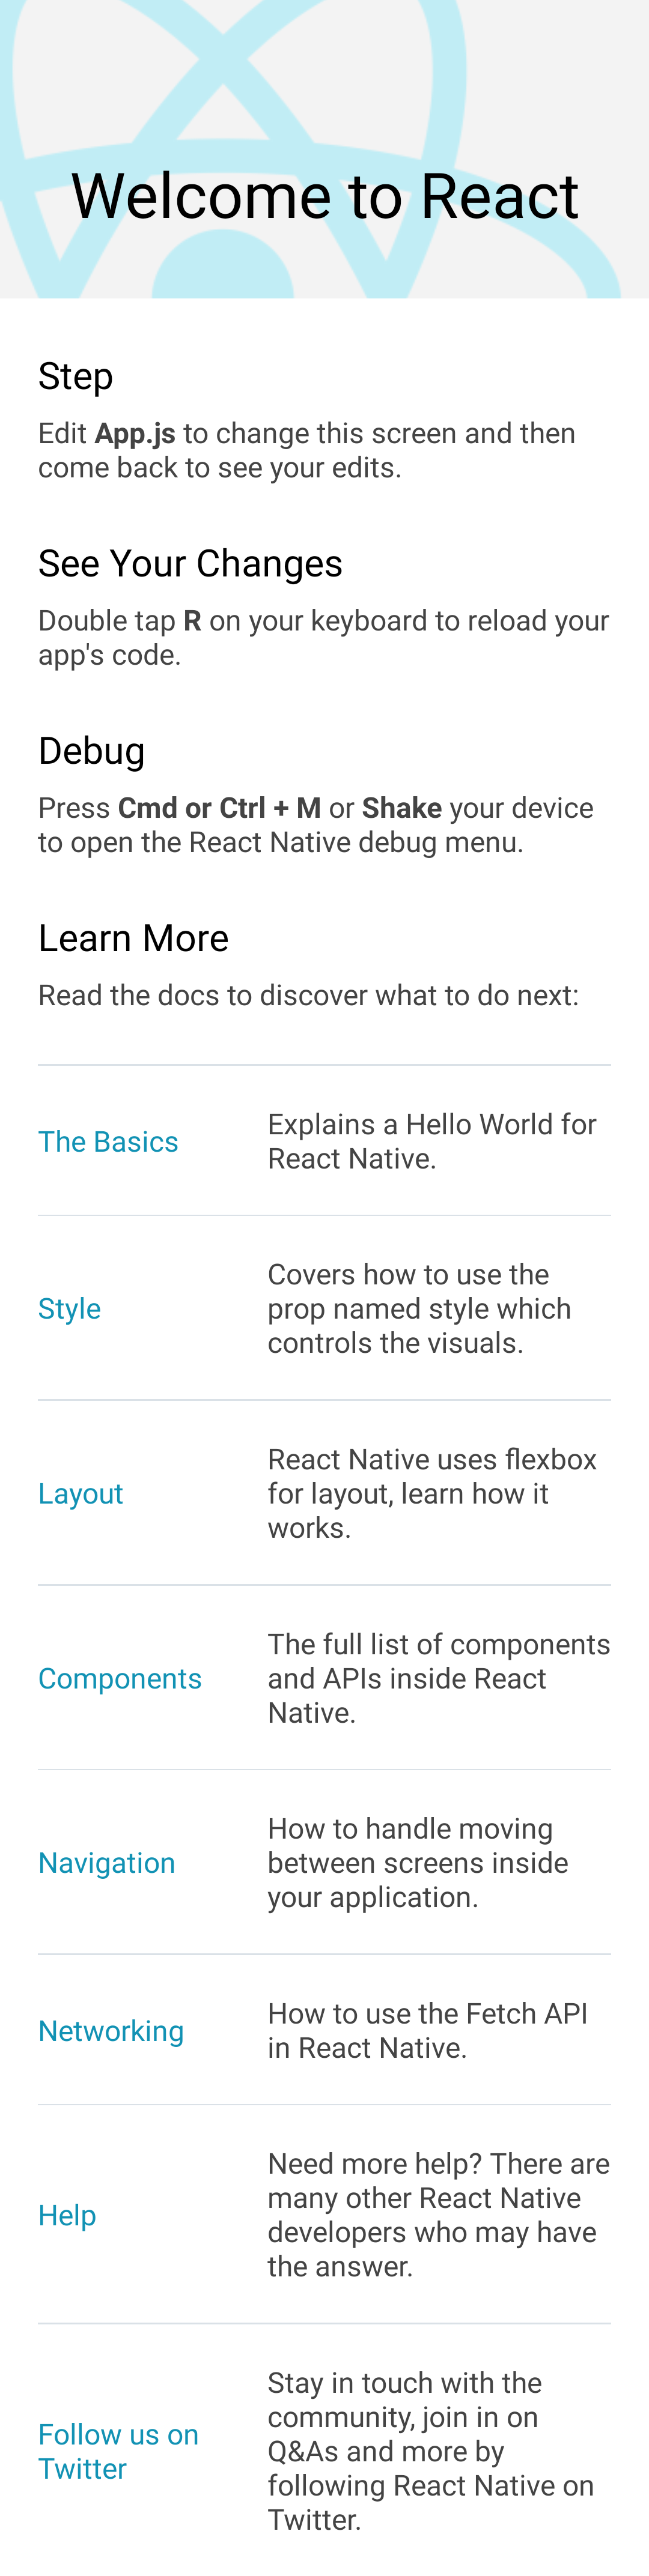 Welcome to React
Step
Edit App.js to change this screen and then
come back to see your edits.
See Your Changes
Double tap R on your keyboard to reload your
app's code.
Debug
Press Cmd or Ctrl + M or Shake your device
to open the React Native debug menu.
Learn More
Read the docs to discover what to do next:
The Basics
Explains a Hello World for
React Native.
Style
Covers how to use the
prop named style which
controls the visuals.
Layout
React Native uses flexbox
for layout, learn how it
works.
Components
The full list of components
and APIs inside React
Native.
Navigation
How to handle moving
between screens inside
your application.
Networking
How to use the Fetch API
in React Native.
Help
Need more help? There are
many other React Native
developers who may have
the answer.
Follow us on
Twitter
Stay in touch with the
community, join in on
Q&As and more by
following React Native on
Twitter.